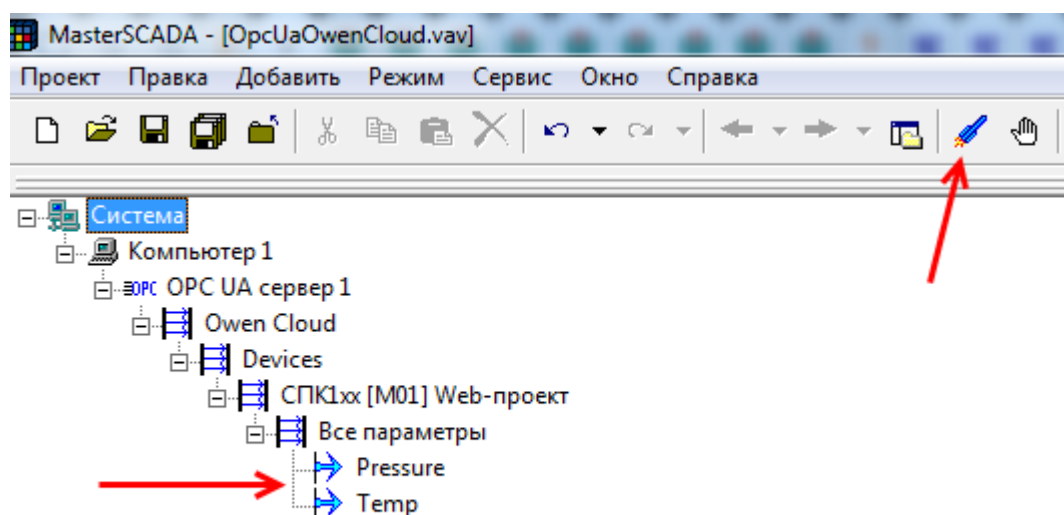 MasterSCADA - [OpcUaOwenCloud.vav]
Проект Правка Добавить Режим Сервис Окно Справка
Система
Компьютер 1
OPC OPC UA сервер 1
Owen Cloud
Devices
СПК1xx [M01] Web-проект
Все параметры
Pressure
Temp